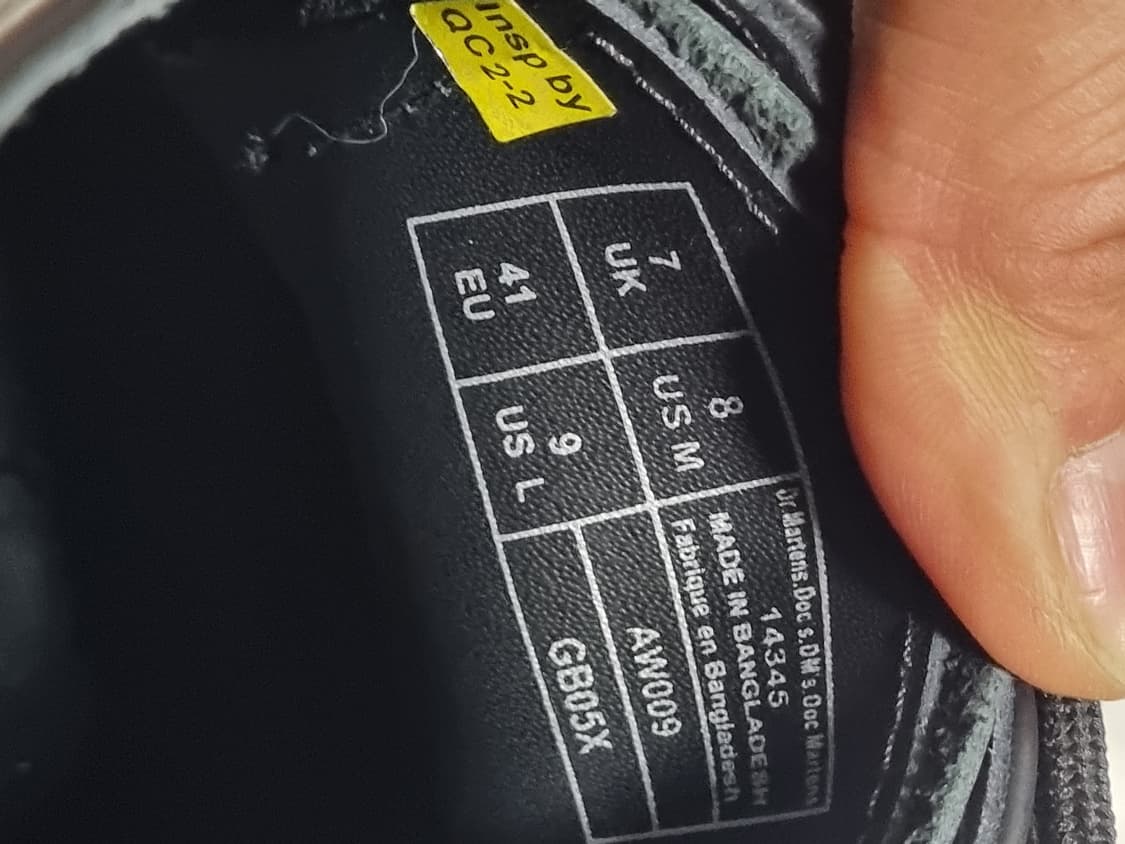 Insp by
QC 2-2
7
UK
8
US M
Dr.Martens.Doc s.DM s.Doc Martens
14345
MADE IN BANGLADESH
Fabrique en Bangladesh
41
EU
9
US L
AW009
GB05X